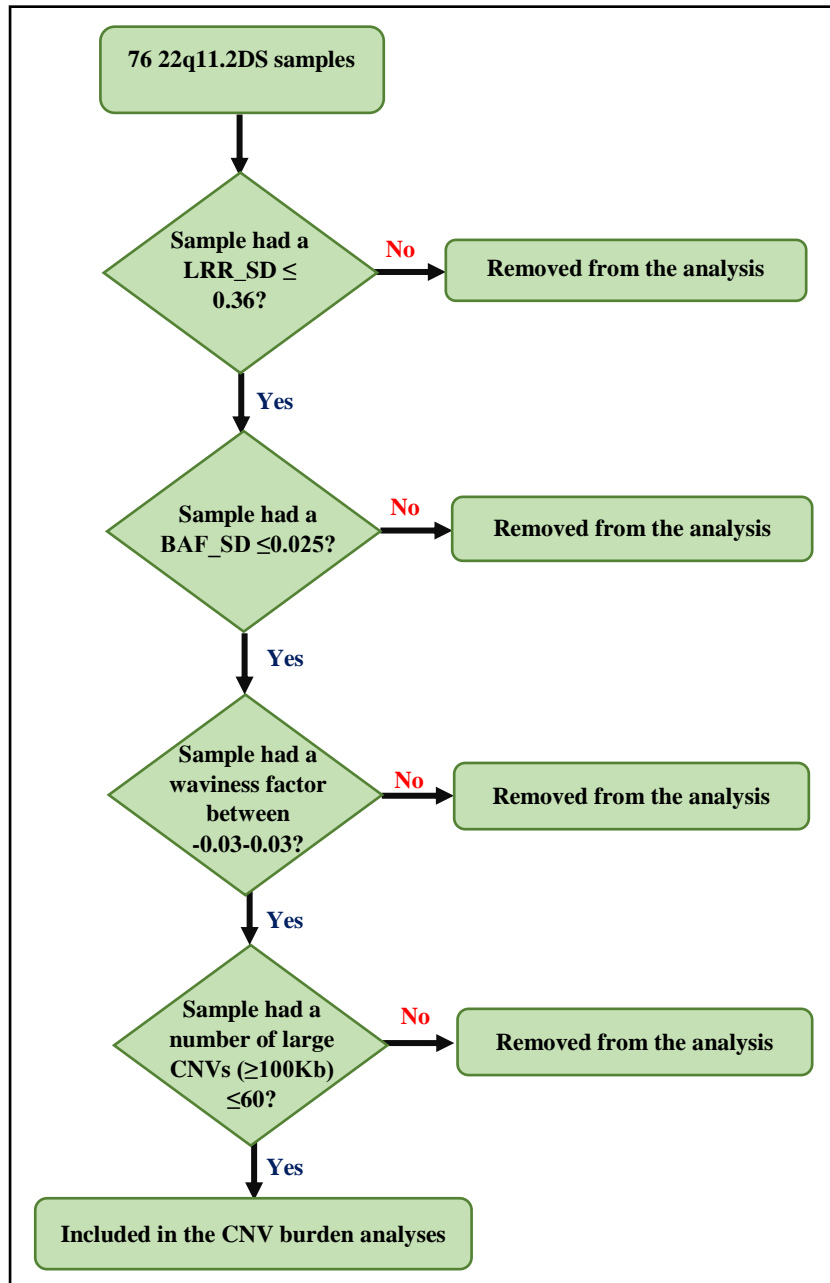 76 22q11.2DS samples
Sample had a
LRR_SD ≤
0.36?
No
Removed from the analysis
Yes
Sample had a
BAF_SD ≤0.025?
No
Removed from the analysis
Yes
Sample had a
waviness factor
between
-0.03-0.03?
No
Removed from the analysis
Yes
Sample had a
number of large
CNVs (≥100Kb)
≤60?
No
Removed from the analysis
Yes
Included in the CNV burden analyses